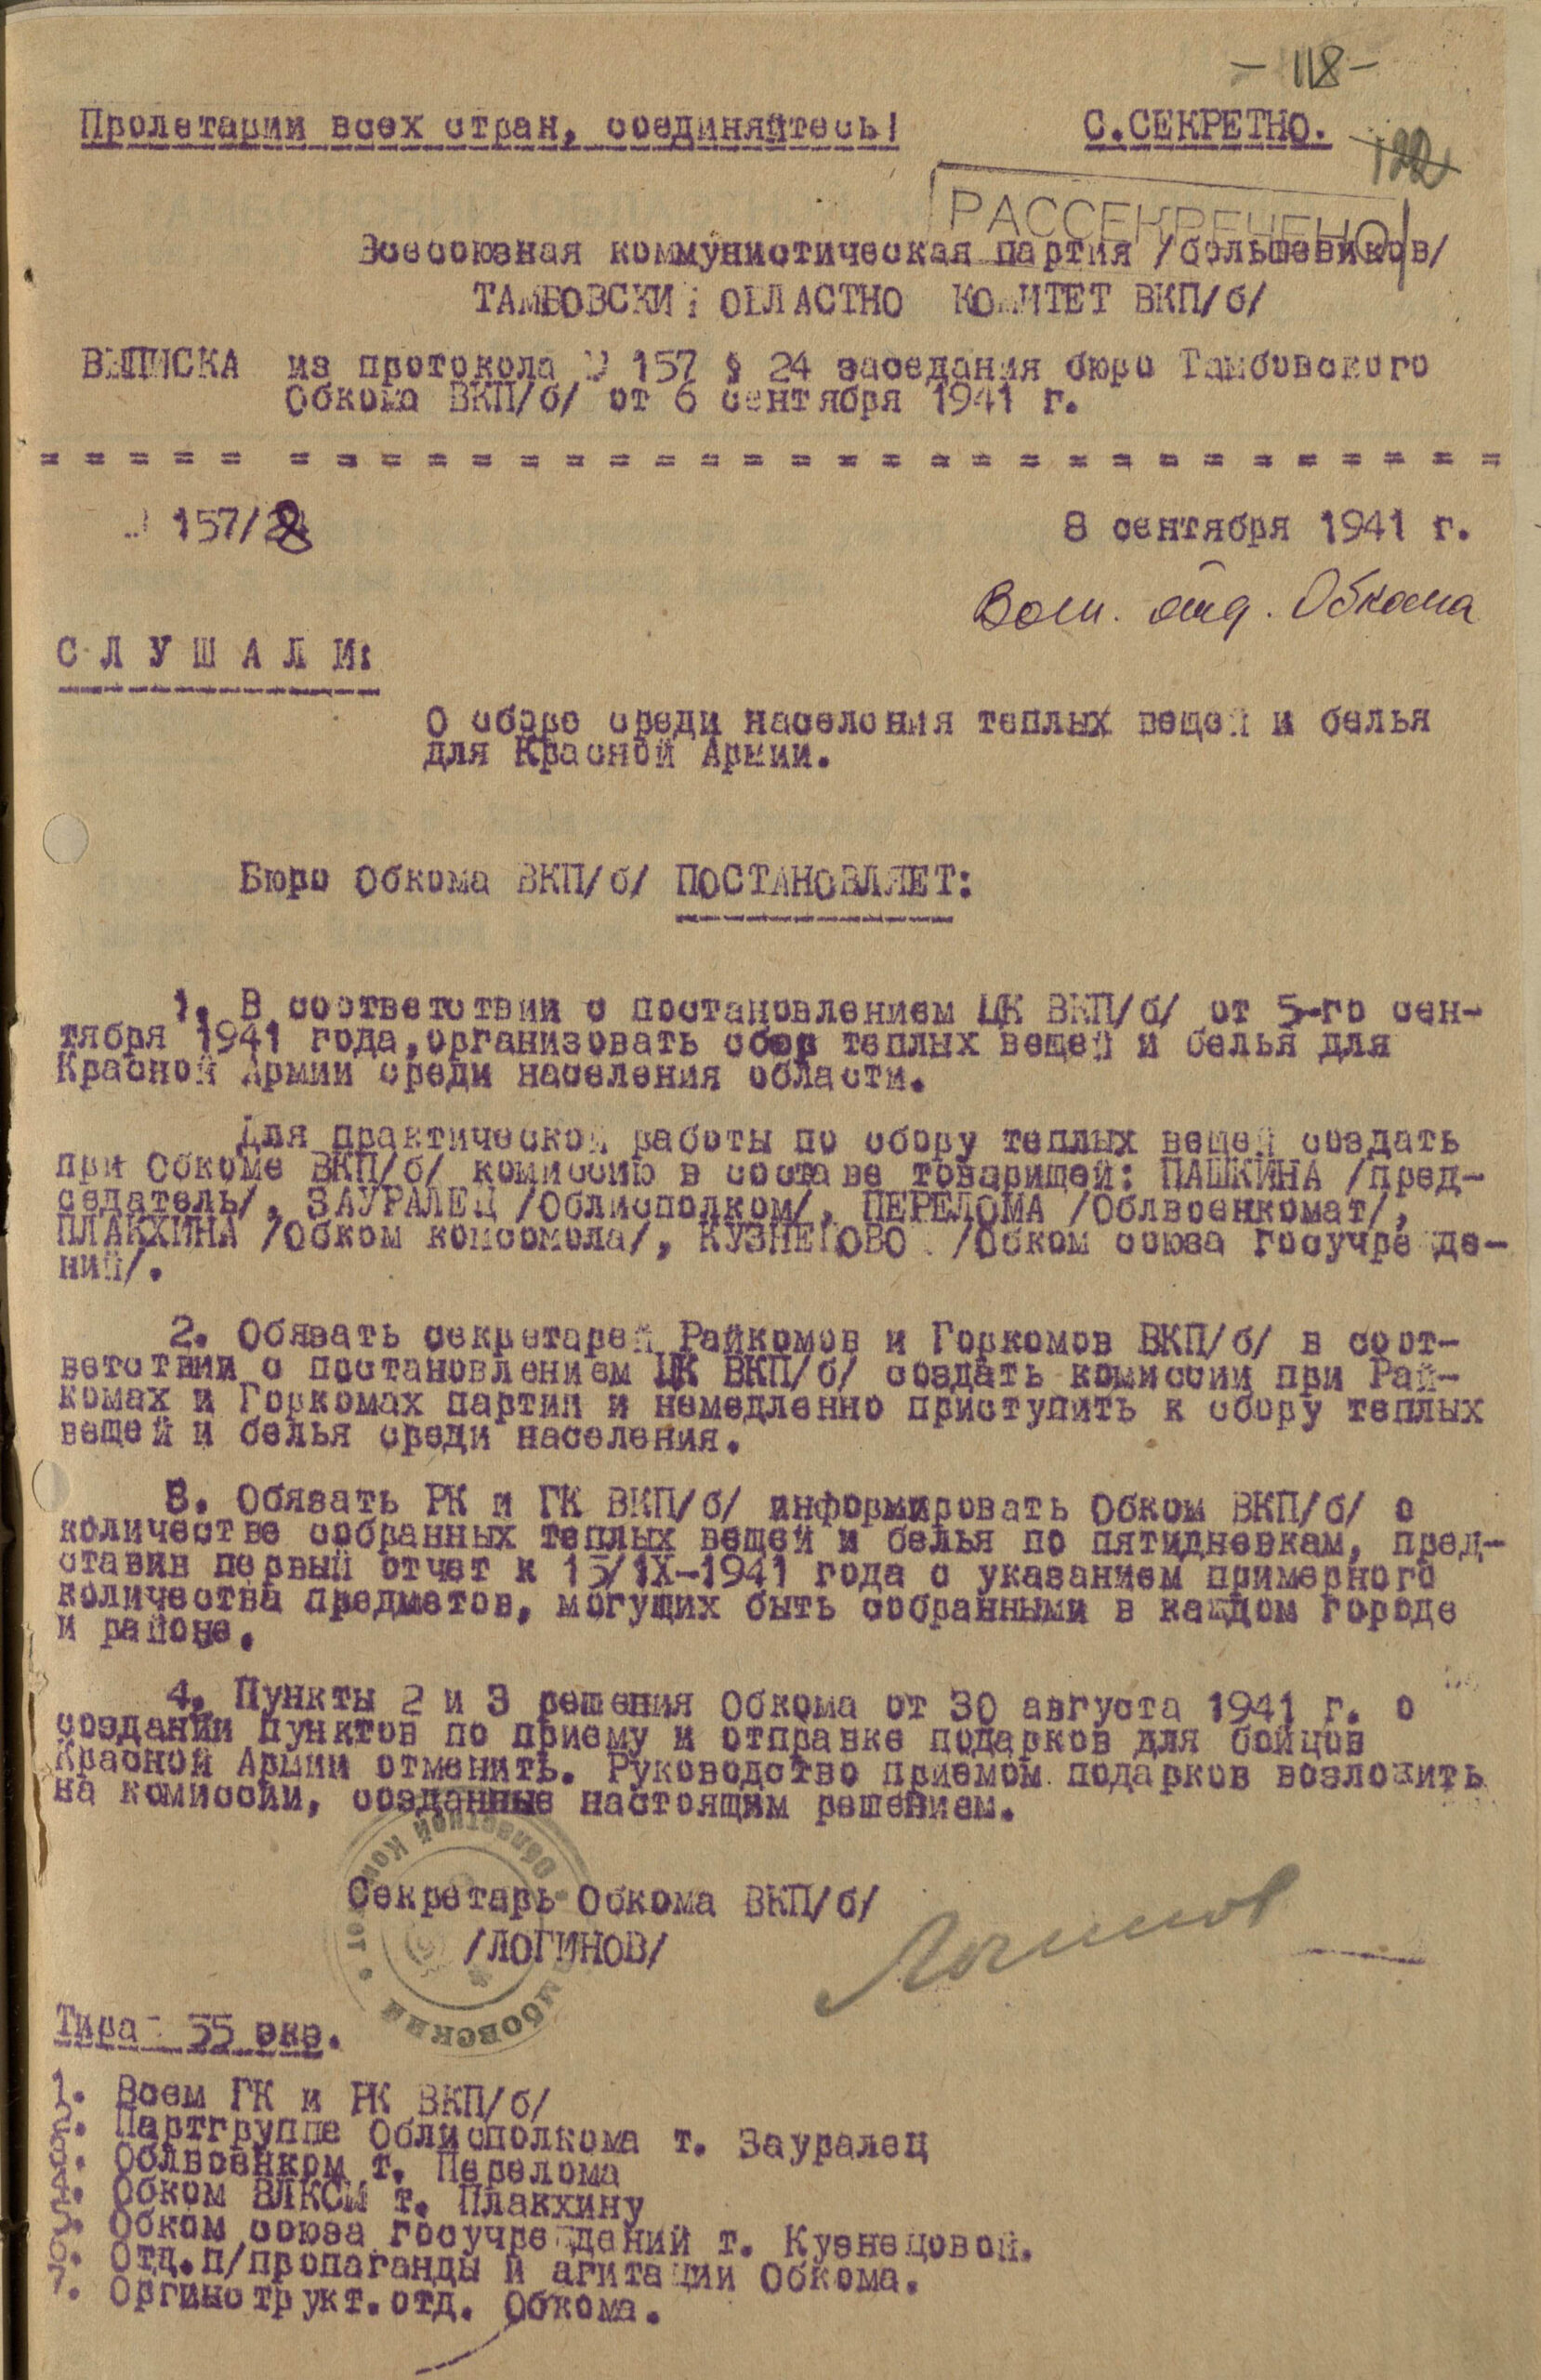 - 118 -
Пролетарии всех стран, соединяйтесь!
С.СЕКРЕТНО.
122
РАССЕКРЕЧЕНО
Всесоюзная коммунистическая партия /большевиков/
ТАМБОВСКИЙ ОБЛАСТНОЙ КОМИТЕТ ВКП/б/
ВЫПИСКА из протокола № 157 § 24 заседания бюро Тамбовского
Обкома ВКП/б/ от 6 сентября 1941 г.
= = = = = = = = = = = = = = = = = = = = = = = = = = = = = = = =
№ 157/
8 сентября 1941 г.
Воен. отд. Обкома
С Л У Ш А Л И:
О сборе среди населения теплых вещей и белья
для Красной Армии.
Бюро Обкома ВКП/б/ ПОСТАНОВЛЯЕТ:
1. В соответствии с постановлением ЦК ВКП/б/ от 5-го сен-
тября 1941 года,организовать сбор теплых вещей и белья для
Красной Армии среди населения области.
Для практической работы по сбору теплых вещей создать
при Обкоме ВКП/б/ комиссию в составе товарищей: ПАШКИНА /пред-
седатель/, ЗАУРАЛЕЦ /Облисполком/, ПЕРЕЛОМА /Облвоенкомат/,
ПЛАКХИНА /Обком комсомола/, КУЗНЕЦОВОЙ /Обком союза госучрежде-
ний/.
2. Обязать секретарей Райкомов и Горкомов ВКП/б/ в соот-
ветствии с постановлением ЦК ВКП/б/ создать комиссии при Рай-
комах и Горкомах партии и немедленно приступить к сбору теплых
вещей и белья среди населения.
3. Обязать РК и ГК ВКП/б/ информировать Обком ВКП/б/ о
количестве собранных теплых вещей и белья по пятидневкам, пред-
ставив первый отчет к 15/IX-1941 года с указанием примерного
количества предметов, могущих быть собранными в каждом городе
и районе.
4. Пункты 2 и 3 решения Обкома от 30 августа 1941 г. о
создании пунктов по приему и отправке подарков для бойцов
Красной Армии отменить. Руководство приемом подарков возложить
на комиссии, созданные настоящим решением.
Секретарь Обкома ВКП/б/
/ЛОГИНОВ/
Логинов
Тамбовский Областной Комитет
Тираж 55 экз.
1. Всем ГК и РК ВКП/б/
2. Партгруппе Облисполкома т. Зауралец
3. Облвоенком т. Перелома
4. Обком ВЛКСМ т. Плакхину
5. Обком союза госучреждений т. Кузнецовой.
6. Отд.п/пропаганды и агитации Обкома.
7. Оргинструкт.отд. Обкома.